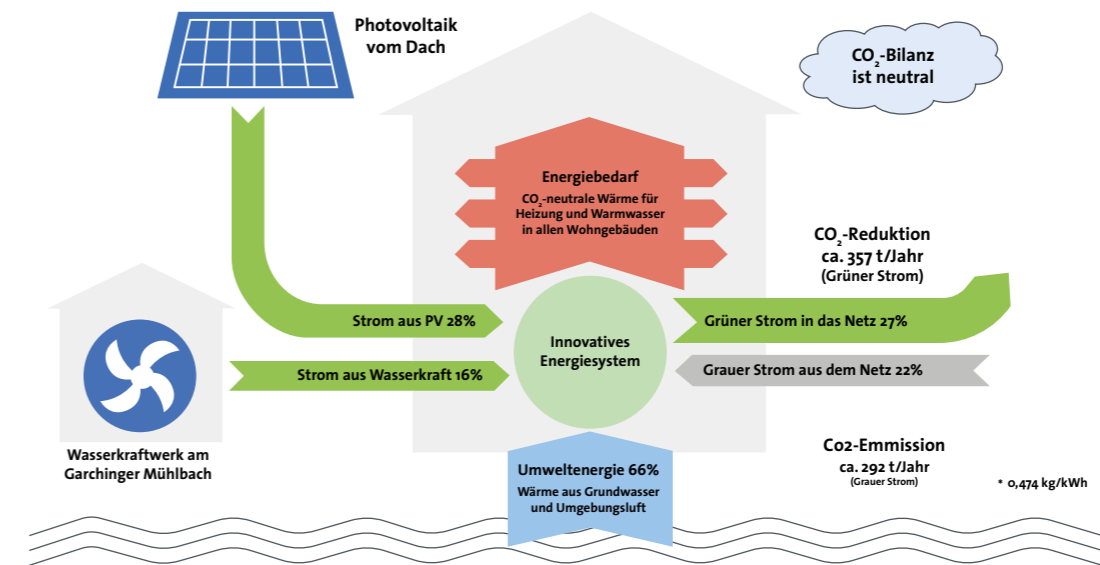 Photovoltaik
vom Dach
CO₂-Bilanz
ist neutral
Energiebedarf
CO₂-neutrale Wärme für
Heizung und Warmwasser
in allen Wohngebäuden
CO₂-Reduktion
ca. 357 t/Jahr
(Grüner Strom)
Strom aus PV 28%
Grüner Strom in das Netz 27%
Innovatives
Energiesystem
Strom aus Wasserkraft 16%
Grauer Strom aus dem Netz 22%
Wasserkraftwerk am
Garchinger Mühlbach
Umweltenergie 66%
Wärme aus Grundwasser
und Umgebungsluft
Co2-Emmission
ca. 292 t/Jahr
(Grauer Strom)
* 0,474 kg/kWh